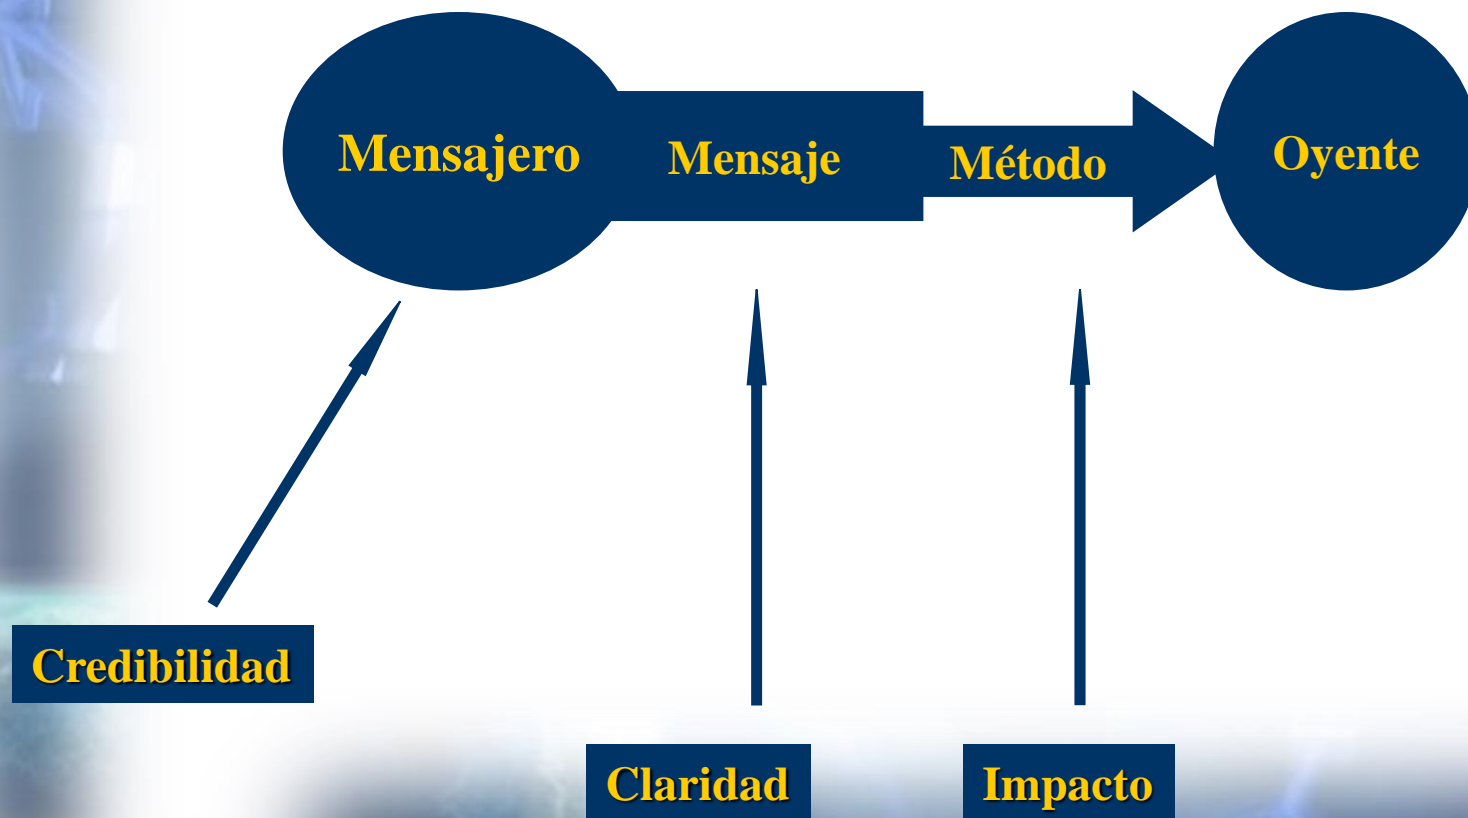 Mensajero
Mensaje
Método
Oyente
Credibilidad
Claridad
Impacto